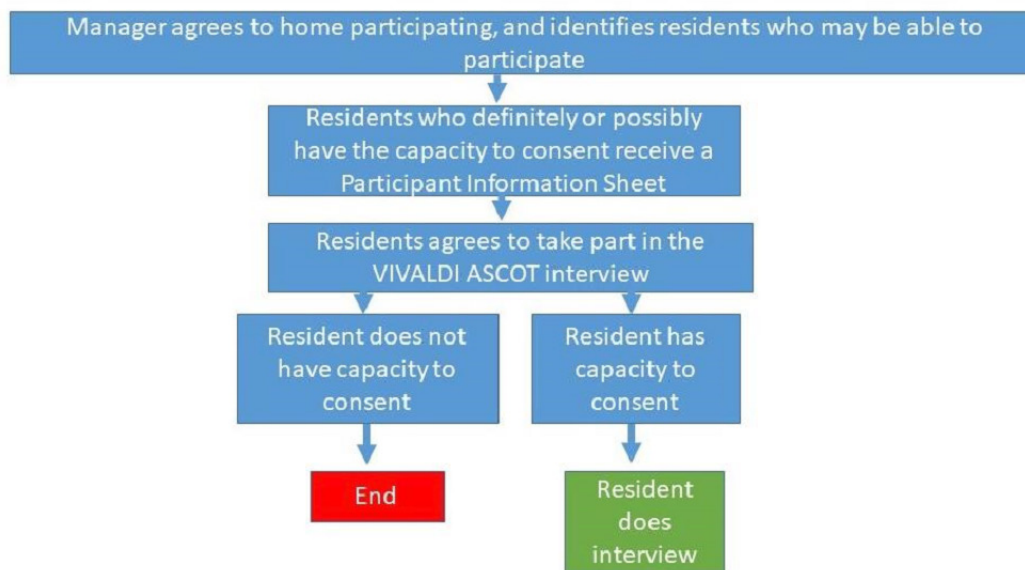 Manager agrees to home participating, and identifies residents who may be able to
participate
Residents who definitely or possibly
have the capacity to consent receive a
Participant Information Sheet
Residents agrees to take part in the
VIVALDI ASCOT interview
Resident does not
have capacity to
consent
Resident has
capacity to
consent
End
Resident
does
interview